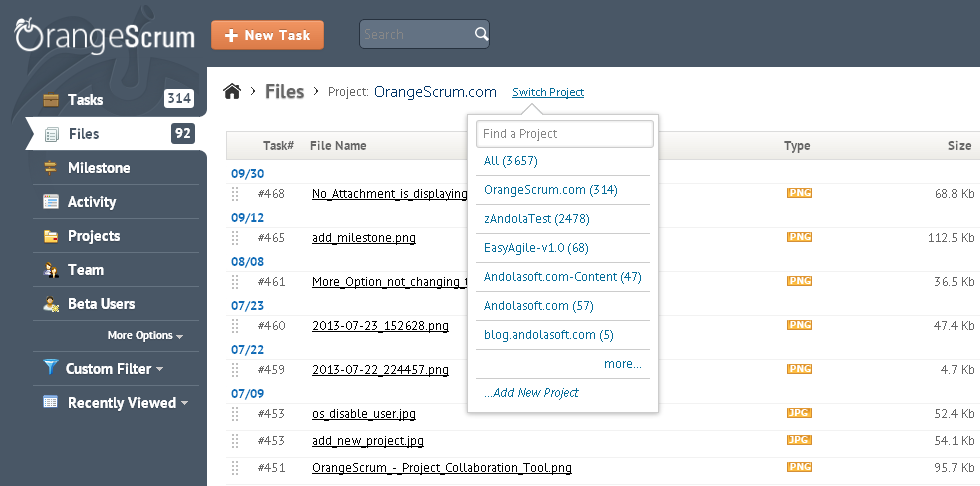 OrangeScrum
+ New Task
Search
Tasks 314
Files 92
Milestone
Activity
Projects
Team
Beta Users
More Options
Custom Filter
Recently Viewed
> Files > Project: OrangeScrum.com Switch Project
Find a Project
All (3657)
OrangeScrum.com (314)
zAndolaTest (2478)
EasyAgile-v1.0 (68)
Andolasoft.com-Content (47)
Andolasoft.com (57)
blog.andolasoft.com (5)
more...
...Add New Project
Task# File Name Type Size
09/30
#468 No_Attachment_is_displaying PNG 68.8 Kb
09/12
#465 add_milestone.png PNG 112.5 Kb
08/08
#461 More_Option_not_changing_t PNG 36.5 Kb
07/23
#460 2013-07-23_152628.png PNG 47.4 Kb
07/22
#459 2013-07-22_224457.png PNG 4.7 Kb
07/09
#453 os_disable_user.jpg JPG 52.4 Kb
#453 add_new_project.jpg JPG 54.1 Kb
#451 OrangeScrum_-_Project_Collaboration_Tool.png PNG 95.7 Kb